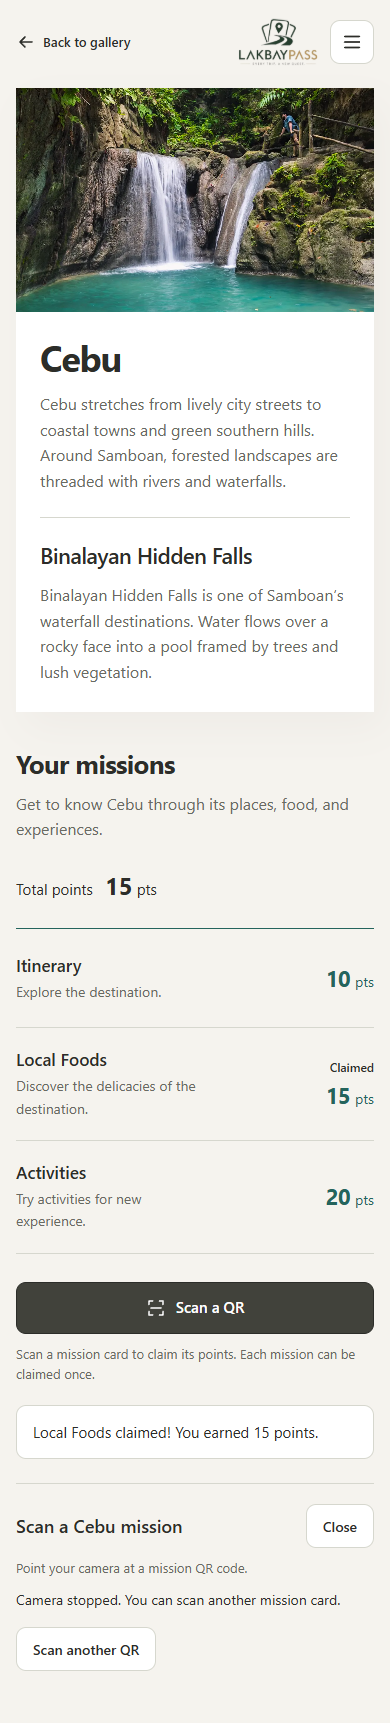 Back to gallery
LAKBAYPASS
Cebu
Cebu stretches from lively city streets to
coastal towns and green southern hills.
Around Samboan, forested landscapes are
threaded with rivers and waterfalls.
Binalayan Hidden Falls
Binalayan Hidden Falls is one of Samboan's
waterfall destinations. Water flows over a
rocky face into a pool framed by trees and
lush vegetation.
Your missions
Get to know Cebu through its places, food, and
experiences.
Total points 15 pts
Itinerary
Explore the destination.
10 pts
Local Foods
Discover the delicacies of the
destination.
Claimed
15 pts
Activities
Try activities for new
experience.
20 pts
Scan a QR
Scan a mission card to claim its points. Each mission can be
claimed once.
Local Foods claimed! You earned 15 points.
Scan a Cebu mission
Close
Point your camera at a mission QR code.
Camera stopped. You can scan another mission card.
Scan another QR